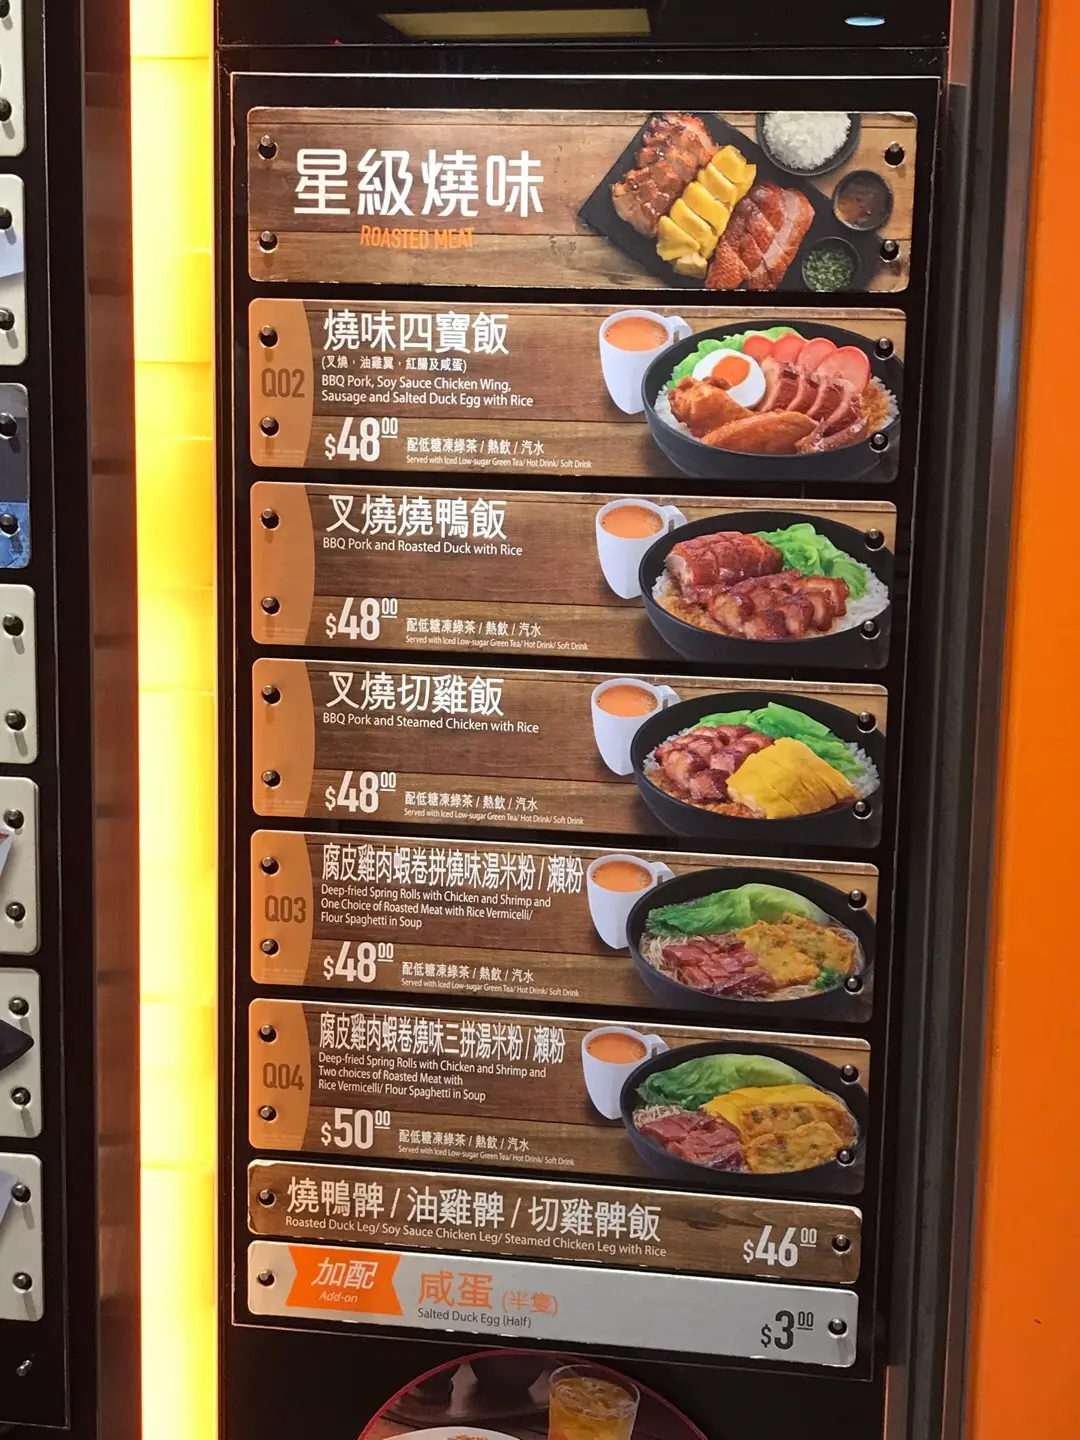 星級燒味
ROASTED MEAT
燒味四寶飯
(叉燒，油雞翼，紅腸及咸蛋)
Q02
BBQ Pork, Soy Sauce Chicken Wing,
Sausage and Salted Duck Egg with Rice
$48.00 配低糖凍綠茶 / 熱飲 / 汽水
Served with Iced Low-sugar Green Tea/ Hot Drink/ Soft Drink
叉燒燒鴨飯
BBQ Pork and Roasted Duck with Rice
$48.00 配低糖凍綠茶 / 熱飲 / 汽水
Served with Iced Low-sugar Green Tea/ Hot Drink/ Soft Drink
叉燒切雞飯
BBQ Pork and Steamed Chicken with Rice
$48.00 配低糖凍綠茶 / 熱飲 / 汽水
Served with Iced Low-sugar Green Tea/ Hot Drink/ Soft Drink
腐皮雞肉蝦卷拼燒味湯米粉 / 瀨粉
Deep-fried Spring Rolls with Chicken and Shrimp and
Q03
One Choice of Roasted Meat with Rice Vermicelli/
Flour Spaghetti in Soup
$48.00 配低糖凍綠茶 / 熱飲 / 汽水
Served with Iced Low-sugar Green Tea/ Hot Drink/ Soft Drink
腐皮雞肉蝦卷燒味三拼湯米粉 / 瀨粉
Deep-fried Spring Rolls with Chicken and Shrimp and
Q04
Two choices of Roasted Meat with
Rice Vermicelli/ Flour Spaghetti in Soup
$50.00 配低糖凍綠茶 / 熱飲 / 汽水
Served with Iced Low-sugar Green Tea/ Hot Drink/ Soft Drink
燒鴨髀 / 油雞髀 / 切雞髀飯
Roasted Duck Leg/ Soy Sauce Chicken Leg/ Steamed Chicken Leg with Rice
$46.00
加配
Add-on
咸蛋 (半隻)
Salted Duck Egg (Half)
$3.00